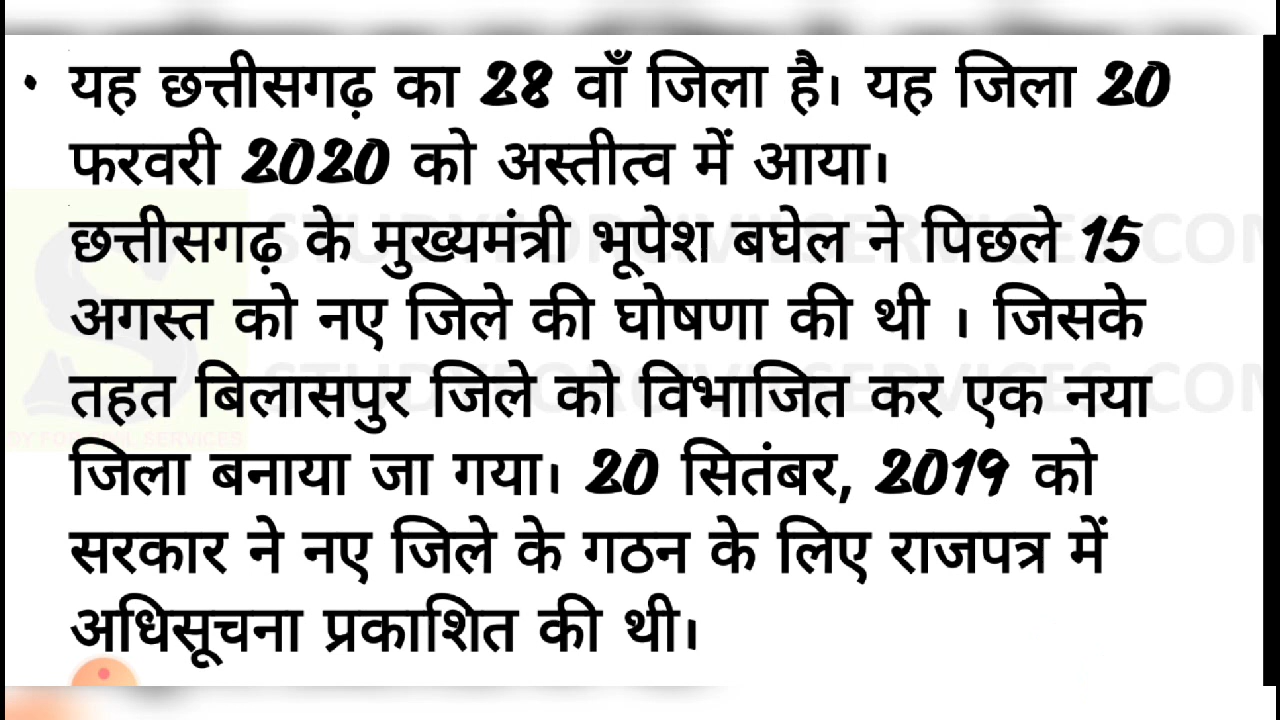 • यह छत्तीसगढ़ का 28 वाँ जिला है। यह जिला 20
फरवरी 2020 को अस्तीत्व में आया।
छत्तीसगढ़ के मुख्यमंत्री भूपेश बघेल ने पिछले 15
अगस्त को नए जिले की घोषणा की थी । जिसके
तहत बिलासपुर जिले को विभाजित कर एक नया
जिला बनाया जा गया। 20 सितंबर, 2019 को
सरकार ने नए जिले के गठन के लिए राजपत्र में
अधिसूचना प्रकाशित की थी।